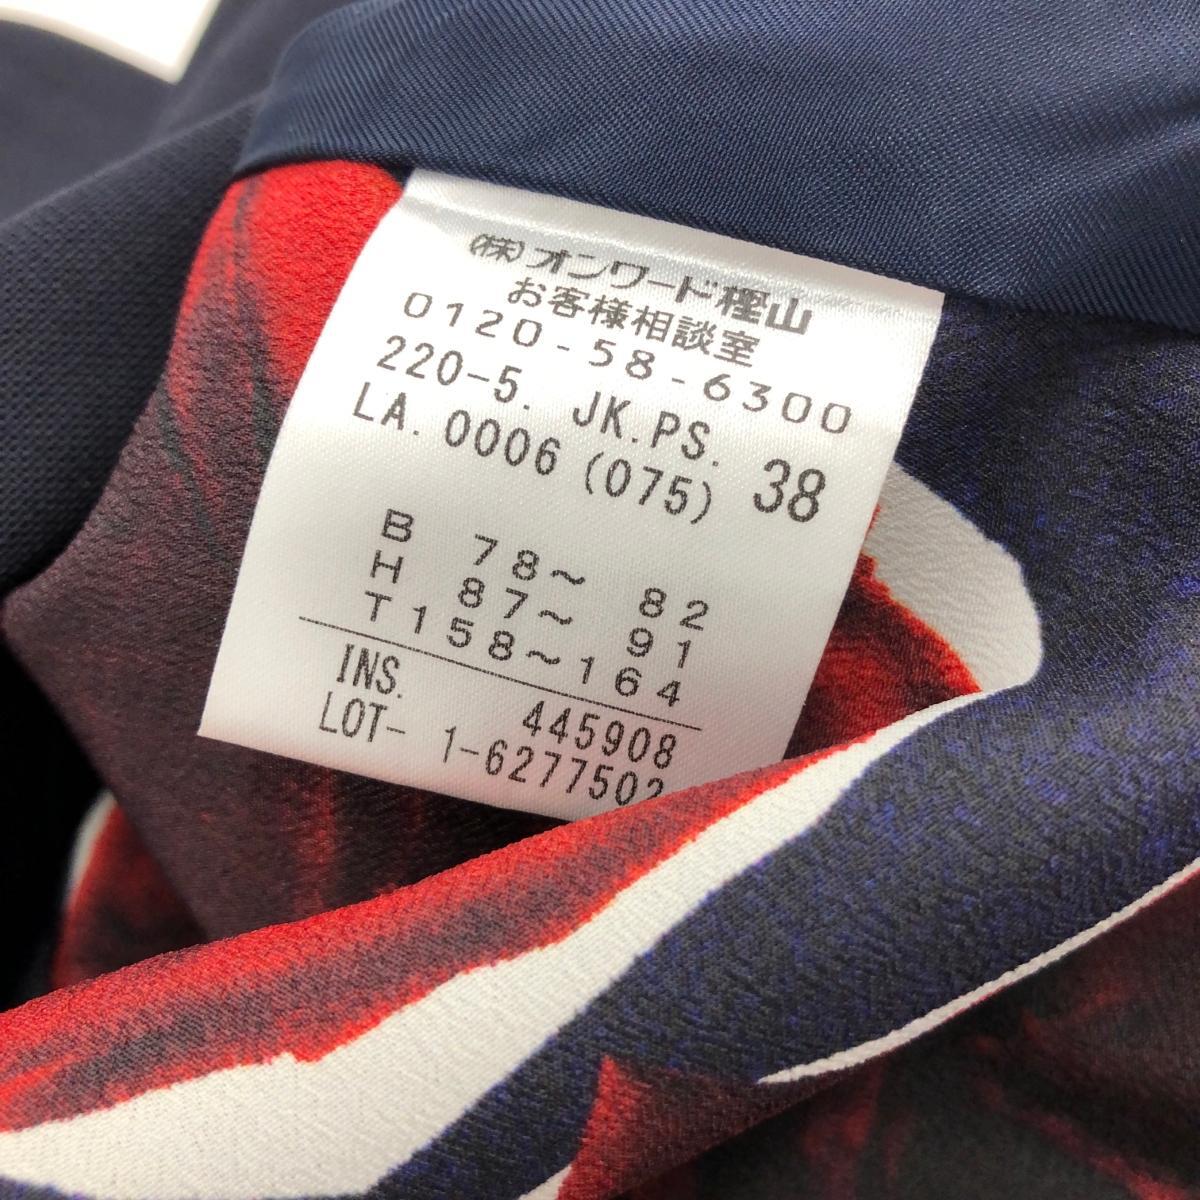 (株)オンワード樫山
お客様相談室
0120-58-6300
220-5. JK.PS.
LA. 0006 (075) 38
B 78～ 82
H 87～ 91
T158～164
INS. 445908
LOT- 1-6277502